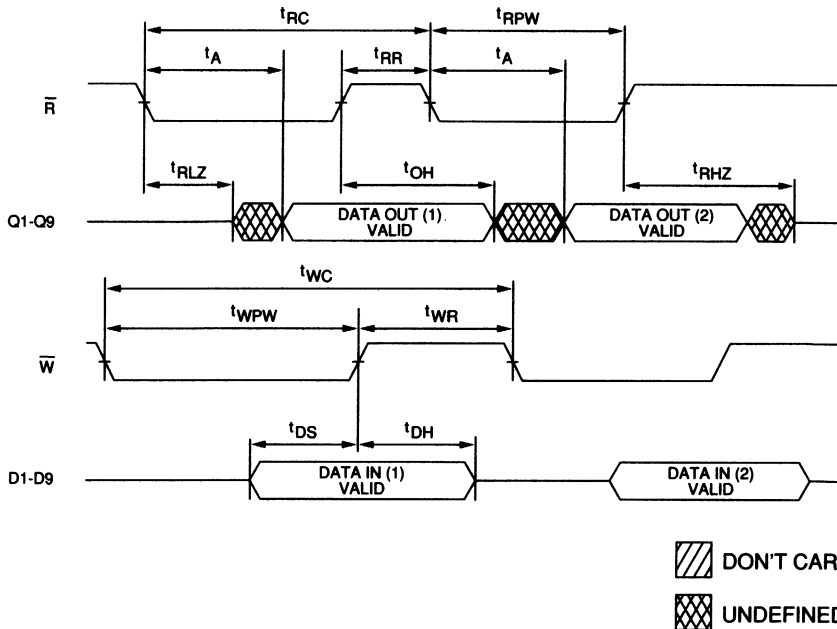 tRC
tRPW
tA
tRR
tA
R
tRLZ
tOH
tRHZ
Q1-Q9
DATA OUT (1)
VALID
DATA OUT (2)
VALID
tWC
tWPW
tWR
W
tDS
tDH
D1-D9
DATA IN (1)
VALID
DATA IN (2)
VALID
DON'T CAR
UNDEFINED